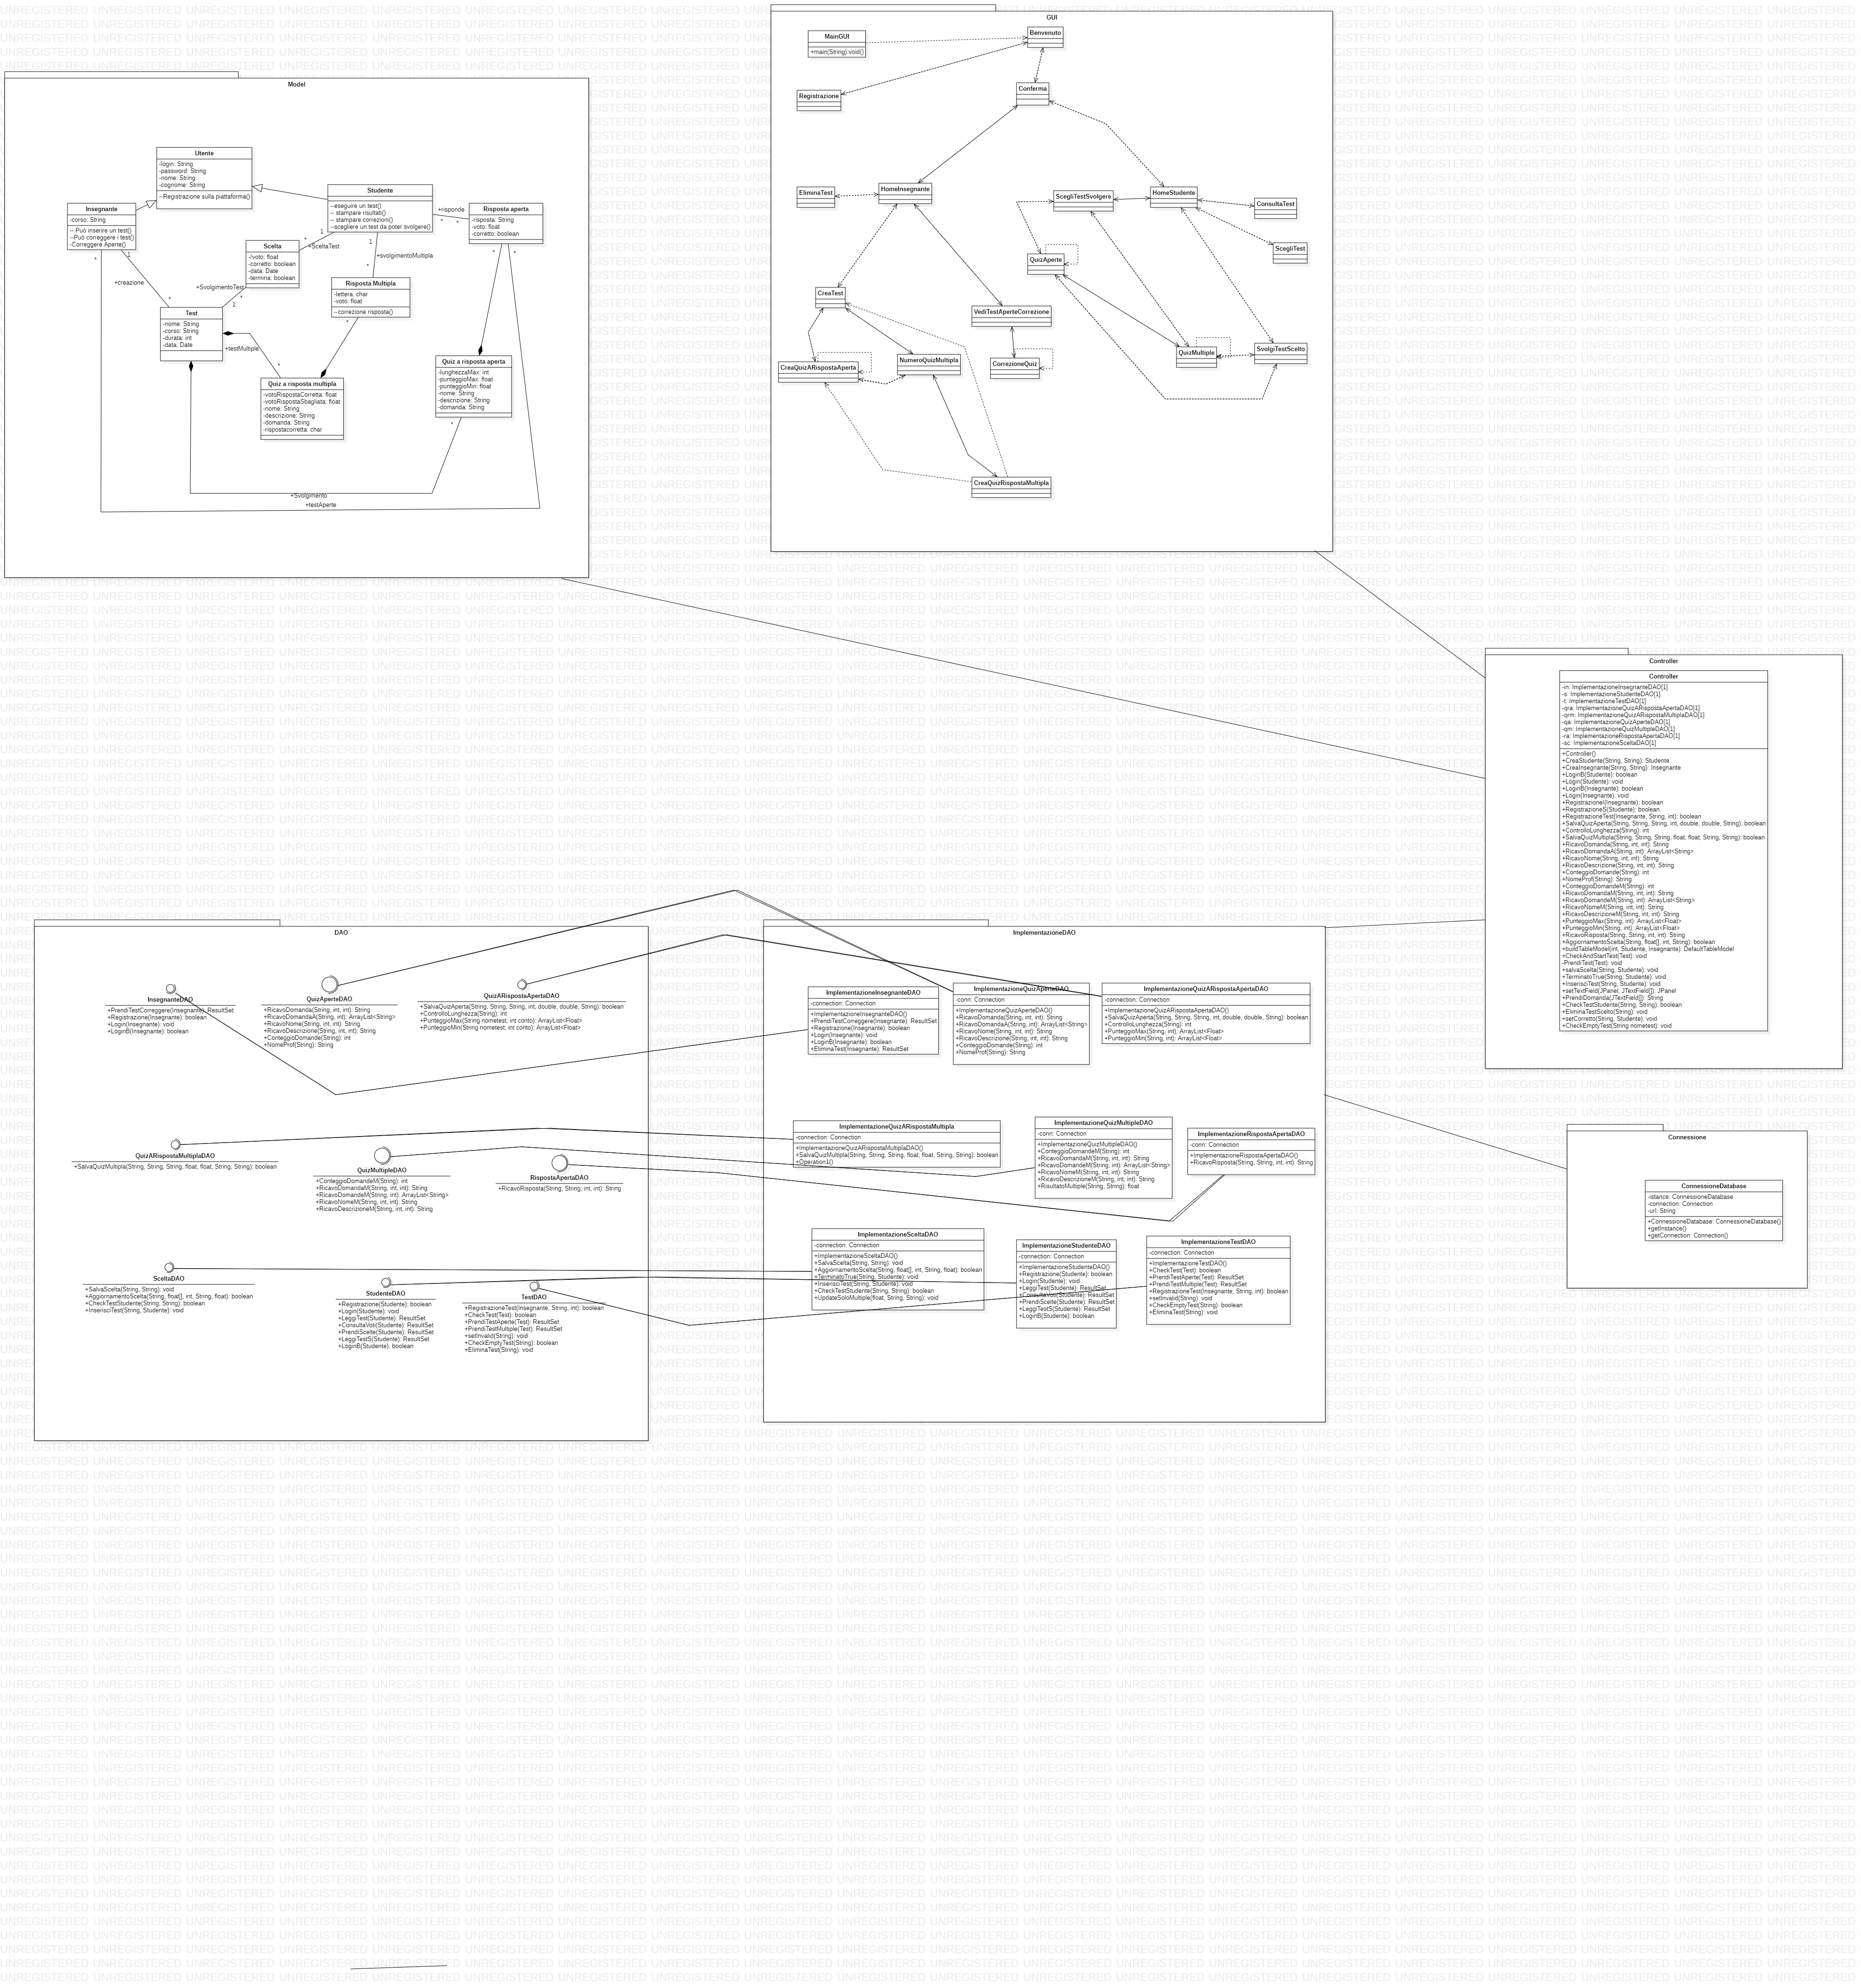 Model
Utente
-login: String
-password: String
-nome: String
-cognome: String
--Registrazione sulla piattaforma()
Insegnante
-corso: String
-- Può inserire un test()
--Può correggere i test()
-Correggere Aperte()
Studente
--eseguire un test()
-- stampare risultati()
-- stampare correzioni()
--scegliere un test da poter svolgere()
Risposta aperta
-risposta: String
-voto: float
-corretto: boolean
+risponde
*
*
Scelta
-/voto: float
-corretto: boolean
-data: Date
-termina: boolean
1
*
+SceltaTest
1
*
+svolgimentoMultipla
*
1
*
*
*
+creazione
+SvolgimentoTest
*
1
Risposta Multipla
-lettera: char
-voto: float
--correzione risposta()
Test
-nome: String
-corso: String
-durata: int
-data: Date
+testMultiple
*
*
Quiz a risposta multipla
-votoRispostaCorretta: float
-votoRispostaSbagliata: float
-nome: String
-descrizione: String
-domanda: String
-rispostacorretta: char
Quiz a risposta aperta
-lunghezzaMax: int
-punteggioMax: float
-punteggioMin: float
-nome: String
-descrizione: String
-domanda: String
*
+Svolgimento
+testAperte
GUI
MainGUI
+main(String):void()
Benvenuto
Registrazione
Conferma
EliminaTest
HomeInsegnante
ScegliTestSvolgere
HomeStudente
ConsultaTest
ScegliTest
QuizAperte
CreaTest
VediTestAperteCorrezione
QuizMultiple
SvolgiTestScelto
CreaQuizARispostaAperta
NumeroQuizMultipla
CorrezioneQuiz
CreaQuizRispostaMultipla
Controller
Controller
-in: ImplementazioneInsegnanteDAO[1]
-s: ImplementazioneStudenteDAO[1]
-t: ImplementazioneTestDAO[1]
-qra: ImplementazioneQuizARispostaApertaDAO[1]
-qrm: ImplementazioneQuizARispostaMultiplaDAO[1]
-qa: ImplementazioneQuizAperteDAO[1]
-qm: ImplementazioneQuizMultipleDAO[1]
-ra: ImplementazioneRispostaApertaDAO[1]
-sc: ImplementazioneSceltaDAO[1]
+Controller()
+CreaStudente(String, String): Studente
+CreaInsegnante(String, String): Insegnante
+LoginB(Studente): boolean
+Login(Studente): void
+LoginB(Insegnante): boolean
+Login(Insegnante): void
+RegistrazioneI(Insegnante): boolean
+RegistrazioneS(Studente): boolean
+RegistrazioneTest(Insegnante, String, int): boolean
+SalvaQuizAperta(String, String, String, int, double, double, String): boolean
+ControlloLunghezza(String): int
+SalvaQuizMultipla(String, String, String, float, float, String, String): boolean
+RicavoDomanda(String, int, int): String
+RicavoDomandaA(String, int): ArrayList<String>
+RicavoNome(String, int, int): String
+RicavoDescrizione(String, int, int): String
+ConteggioDomande(String): int
+NomeProf(String): String
+ConteggioDomandeM(String): int
+RicavoDomandaM(String, int, int): String
+RicavoDomandeM(String, int): ArrayList<String>
+RicavoNomeM(String, int, int): String
+RicavoDescrizioneM(String, int, int): String
+PunteggioMax(String, int): ArrayList<Float>
+PunteggioMin(String, int): ArrayList<Float>
+RicavoRisposta(String, String, int, int): String
+AggiornamentoScelta(String, float[], int, String): boolean
+buildTableModel(int, Studente, Insegnante): DefaultTableModel
+CheckAndStartTest(Test): void
-PrendiTest(Test): void
+salvaScelta(String, Studente): void
+TerminatoTrue(String, Studente): void
+InserisciTest(String, Studente): void
+setTextField(JPanel, JTextField[]): JPanel
+PrendiDomanda(JTextField[]): String
+CheckTestStudente(String, String): boolean
+EliminaTestScelto(String): void
+setCorretto(String, Studente): void
+CheckEmptyTest(String nometest): void
DAO
InsegnanteDAO
+PrendiTestCorreggere(Insegnante): ResultSet
+Registrazione(Insegnante): boolean
+Login(Insegnante): void
+LoginB(Insegnante): boolean
QuizAperteDAO
+RicavoDomanda(String, int, int): String
+RicavoDomandaA(String, int): ArrayList<String>
+RicavoNome(String, int, int): String
+RicavoDescrizione(String, int, int): String
+ConteggioDomande(String): int
+NomeProf(String): String
QuizARispostaApertaDAO
+SalvaQuizAperta(String, String, String, int, double, double, String): boolean
+ControlloLunghezza(String): int
+PunteggioMax(String nometest, int conto): ArrayList<Float>
+PunteggioMin(String nometest, int conto): ArrayList<Float>
QuizARispostaMultiplaDAO
+SalvaQuizMultipla(String, String, String, float, float, String, String): boolean
QuizMultipleDAO
+ConteggioDomandeM(String): int
+RicavoDomandaM(String, int, int): String
+RicavoDomandeM(String, int): ArrayList<String>
+RicavoNomeM(String, int, int): String
+RicavoDescrizioneM(String, int, int): String
RispostaApertaDAO
+RicavoRisposta(String, String, int, int): String
SceltaDAO
+SalvaScelta(String, String): void
+AggiornamentoScelta(String, float[], int, String, float): boolean
+CheckTestStudente(String, String): boolean
+InserisciTest(String, Studente): void
StudenteDAO
+Registrazione(Studente): boolean
+Login(Studente): void
+LeggiTest(Studente): ResultSet
+ConsultaVoti(Studente): ResultSet
+PrendiScelte(Studente): ResultSet
+LeggiTestS(Studente): ResultSet
+LoginB(Studente): boolean
TestDAO
+RegistrazioneTest(Insegnante, String, int): boolean
+CheckTest(Test): boolean
+PrendiTestAperte(Test): ResultSet
+PrendiTestMultiple(Test): ResultSet
+setInvalid(String): void
+CheckEmptyTest(String): boolean
+EliminaTest(String): void
ImplementazioneDAO
ImplementazioneInsegnanteDAO
-connection: Connection
+ImplementazioneInsegnanteDAO()
+PrendiTestCorreggere(Insegnante): ResultSet
+Registrazione(Insegnante): boolean
+Login(Insegnante): void
+LoginB(Insegnante): boolean
+EliminaTest(Insegnante): ResultSet
ImplementazioneQuizAperteDAO
-conn: Connection
+ImplementazioneQuizAperteDAO()
+RicavoDomanda(String, int, int): String
+RicavoDomandaA(String, int): ArrayList<String>
+RicavoNome(String, int, int): String
+RicavoDescrizione(String, int, int): String
+ConteggioDomande(String): int
+NomeProf(String): String
ImplementazioneQuizARispostaApertaDAO
-connection: Connection
+ImplementazioneQuizARispostaApertaDAO()
+SalvaQuizAperta(String, String, String, int, double, double, String): boolean
+ControlloLunghezza(String): int
+PunteggioMax(String, int): ArrayList<Float>
+PunteggioMin(String, int): ArrayList<Float>
ImplementazioneQuizARispostaMultipla
-connection: Connection
+ImplementazioneQuizARispostaMultiplaDAO()
+SalvaQuizMultipla(String, String, String, float, float, String, String): boolean
+Operation1()
ImplementazioneQuizMultipleDAO
-conn: Connection
+ImplementazioneQuizMultipleDAO()
+ConteggioDomandeM(String): int
+RicavoDomandaM(String, int, int): String
+RicavoDomandeM(String, int): ArrayList<String>
+RicavoNomeM(String, int, int): String
+RicavoDescrizioneM(String, int, int): String
+RisultatoMultiple(String, String): float
ImplementazioneRispostaApertaDAO
-conn: Connection
+ImplementazioneRispostaApertaDAO()
+RicavoRisposta(String, String, int, int): String
ImplementazioneSceltaDAO
-connection: Connection
+ImplementazioneSceltaDAO()
+SalvaScelta(String, String): void
+AggiornamentoScelta(String, float[], int, String, float): boolean
+TerminatoTrue(String, Studente): void
+InserisciTest(String, Studente): void
+CheckTestStudente(String, String): boolean
+UpdateSoloMultiple(float, String, String): void
ImplementazioneStudenteDAO
-connection: Connection
+ImplementazioneStudenteDAO()
+Registrazione(Studente): boolean
+Login(Studente): void
+LeggiTest(Studente): ResultSet
+ConsultaVoti(Studente): ResultSet
+PrendiScelte(Studente): ResultSet
+LeggiTestS(Studente): ResultSet
+LoginB(Studente): boolean
ImplementazioneTestDAO
-connection: Connection
+ImplementazioneTestDAO()
+CheckTest(Test): boolean
+PrendiTestAperte(Test): ResultSet
+PrendiTestMultiple(Test): ResultSet
+RegistrazioneTest(Insegnante, String, int): boolean
+setInvalid(String): void
+CheckEmptyTest(String): boolean
+EliminaTest(String): void
Connessione
ConnessioneDatabase
-istance: ConnessioneDatabase
-connection: Connection
-url: String
+ConnessioneDatabase: ConnessioneDatabase()
+getInstance()
+getConnection: Connection()
UNREGISTERED